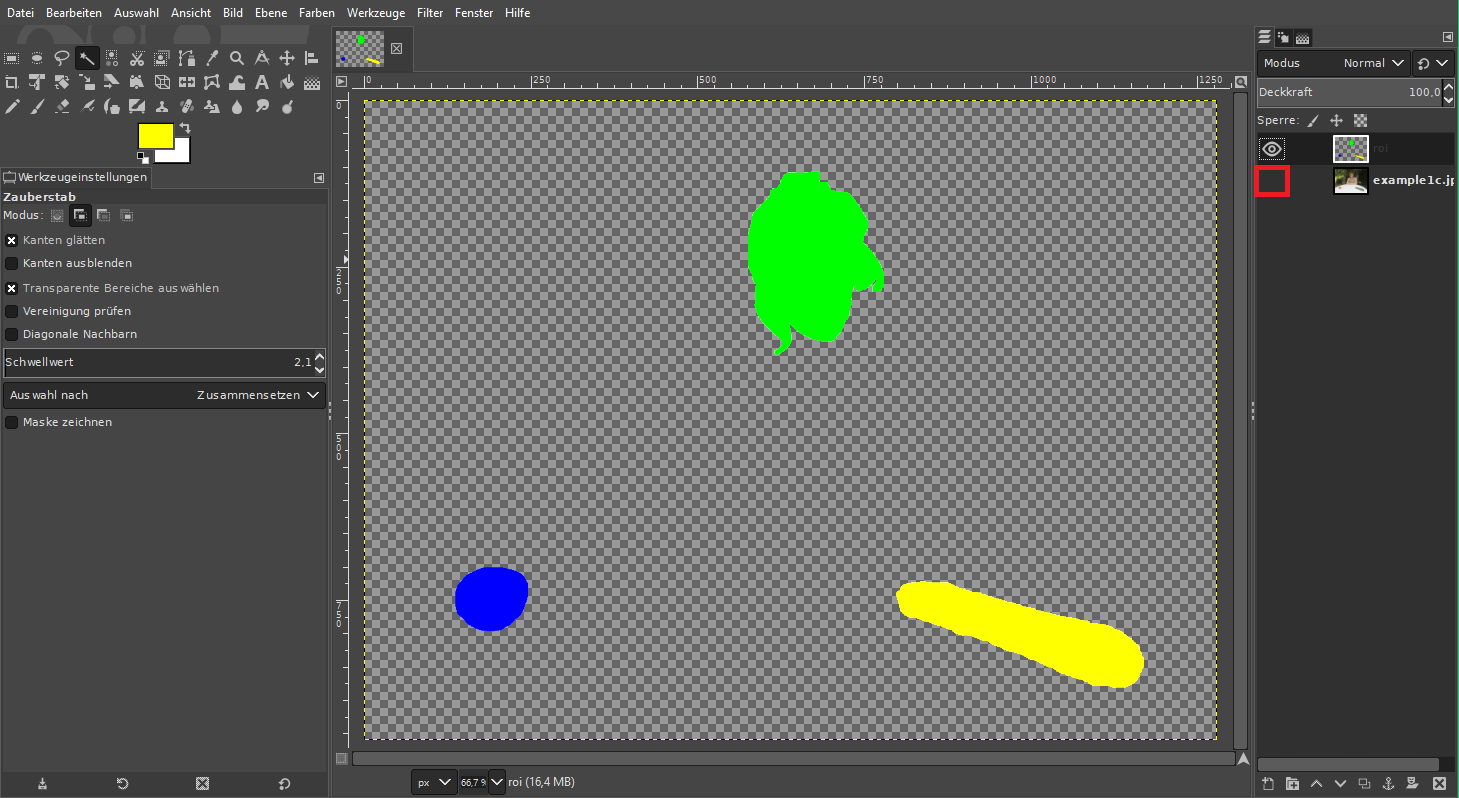 Datei Bearbeiten Auswahl Ansicht Bild Ebene Farben Werkzeuge Filter Fenster Hilfe
Modus Normal
Deckkraft 100,0
Sperre:
roi
example1c.jp
Werkzeugeinstellungen
Zauberstab
Modus:
Kanten glätten
Kanten ausblenden
Transparente Bereiche auswählen
Vereinigung prüfen
Diagonale Nachbarn
Schwellwert 2,1
Auswahl nach Zusammensetzen
Maske zeichnen
0 250 500 750 1000 1250
0
250
500
750
px 66,7 % roi (16,4 MB)